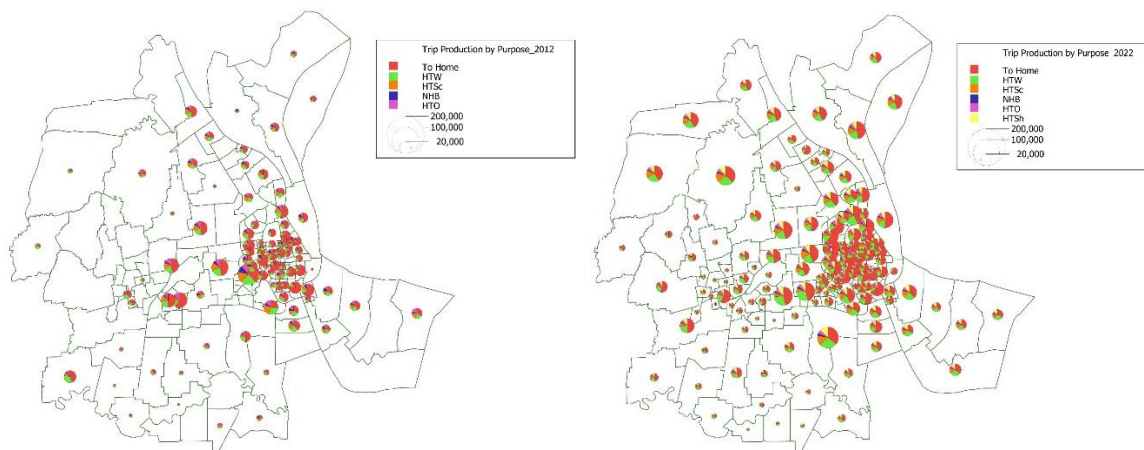 Trip Production by Purpose_2012
To Home
HTW
HTSc
NHB
HTO
200,000
100,000
20,000
Trip Production by Purpose 2022
To Home
HTW
HTSc
NHB
HTO
HTSh
200,000
100,000
20,000